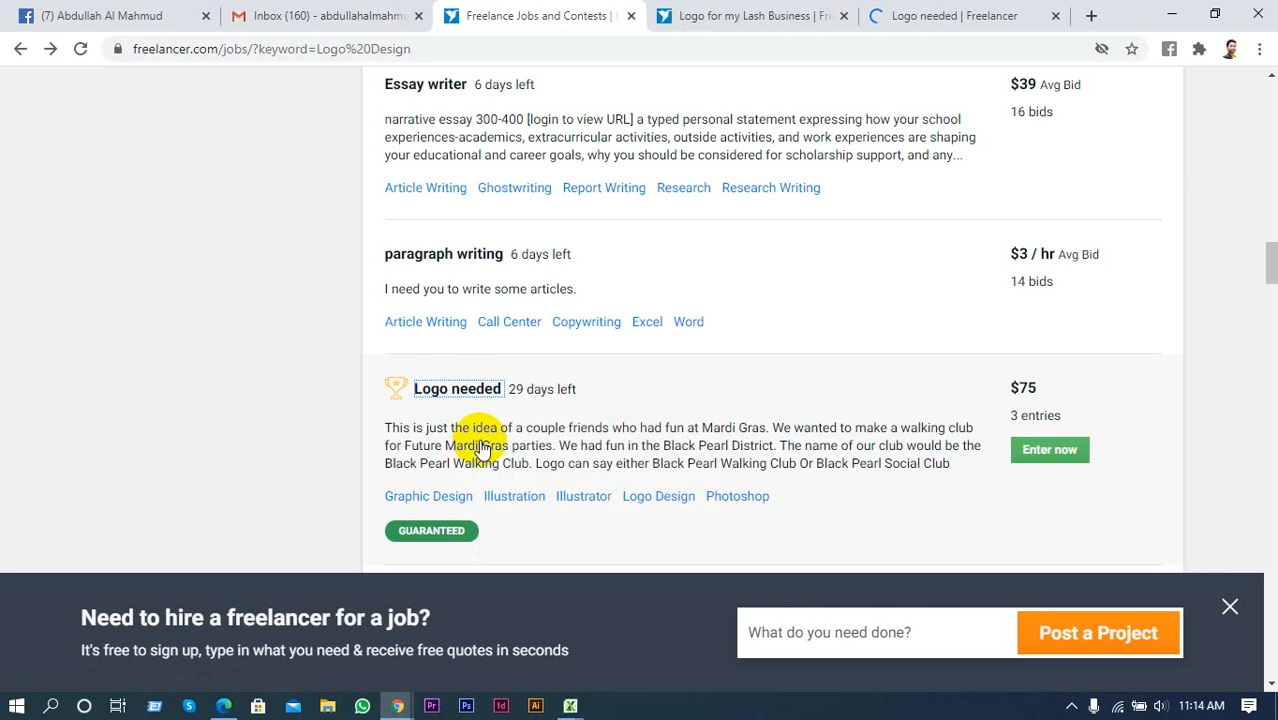 (7) Abdullah Al Mahmud
Inbox (160) - abdullahalmahmu
Freelance Jobs and Contests |
Logo for my Lash Business | Fre
Logo needed | Freelancer
freelancer.com/jobs/?keyword=Logo%20Design
Essay writer 6 days left
$39 Avg Bid
16 bids
narrative essay 300-400 [login to view URL] a typed personal statement expressing how your school
experiences-academics, extracurricular activities, outside activities, and work experiences are shaping
your educational and career goals, why you should be considered for scholarship support, and any...
Article Writing Ghostwriting Report Writing Research Research Writing
paragraph writing 6 days left
$3 / hr Avg Bid
14 bids
I need you to write some articles.
Article Writing Call Center Copywriting Excel Word
Logo needed 29 days left
$75
3 entries
Enter now
This is just the idea of a couple friends who had fun at Mardi Gras. We wanted to make a walking club
for Future Mardi Gras parties. We had fun in the Black Pearl District. The name of our club would be the
Black Pearl Walking Club. Logo can say either Black Pearl Walking Club Or Black Pearl Social Club
Graphic Design Illustration Illustrator Logo Design Photoshop
GUARANTEED
Need to hire a freelancer for a job?
It's free to sign up, type in what you need & receive free quotes in seconds
What do you need done?
Post a Project
Pr
Ps
Id
Ai
11:14 AM